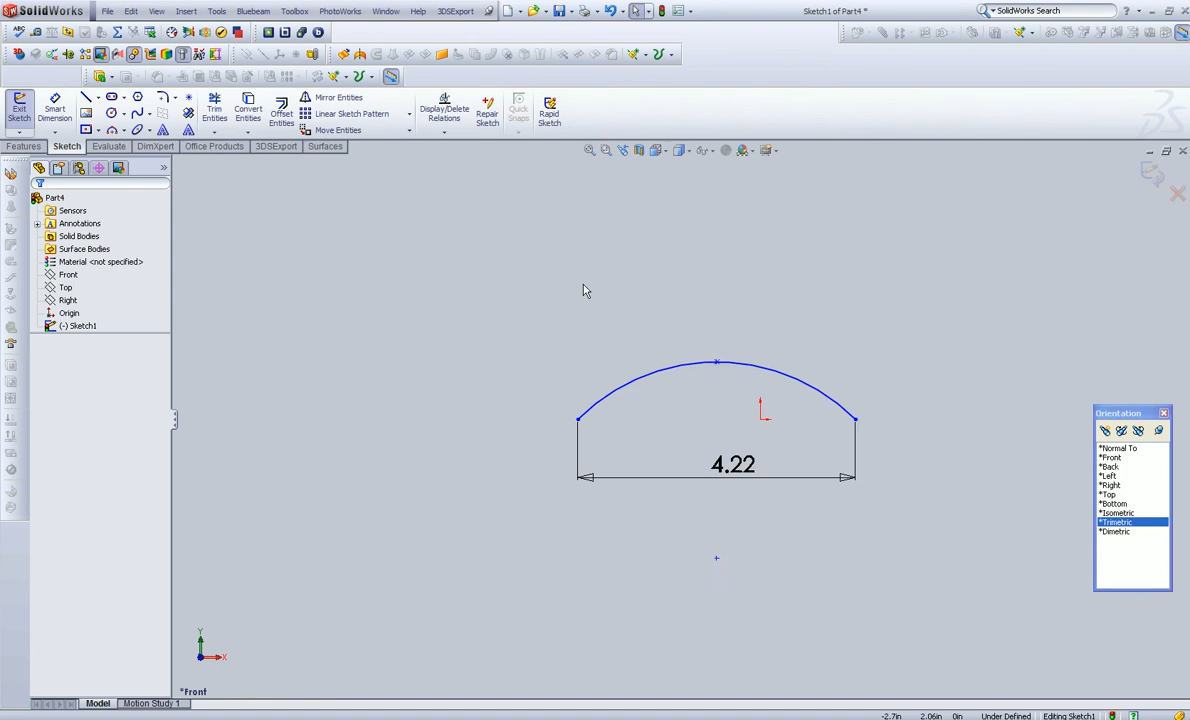 SolidWorks File Edit View Insert Tools Bluebeam Toolbox PhotoWorks Window Help 3DSExport Sketch1 of Part4 * SolidWorks Search
Exit Sketch
Smart Dimension
Trim Entities
Convert Entities
Offset Entities
Mirror Entities
Linear Sketch Pattern
Move Entities
Display/Delete Relations
Repair Sketch
Quick Snaps
Rapid Sketch
Features Sketch Evaluate DimXpert Office Products 3DSExport Surfaces
Part4
Sensors
Annotations
Solid Bodies
Surface Bodies
Material <not specified>
Front
Top
Right
Origin
(-) Sketch1
4.22
Orientation
*Normal To
*Front
*Back
*Left
*Right
*Top
*Bottom
*Isometric
*Trimetric
*Dimetric
Y
X
*Front
Model Motion Study 1
-2.7in 2.06in 0in Under Defined Editing Sketch1